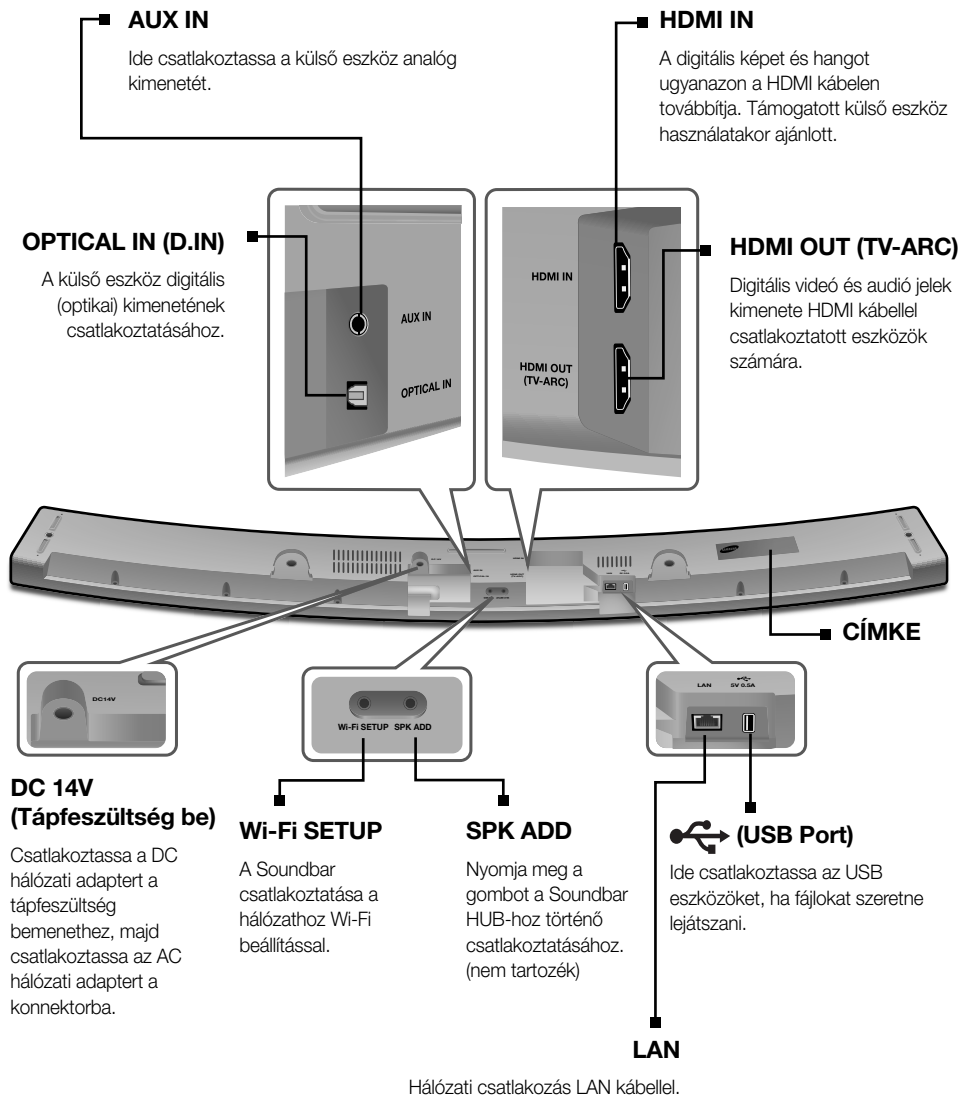 AUX IN
Ide csatlakoztassa a külső eszköz analóg
kimenetét.
HDMI IN
A digitális képet és hangot
ugyanazon a HDMI kábelen
továbbítja. Támogatott külső eszköz
használatakor ajánlott.
OPTICAL IN (D.IN)
A külső eszköz digitális
(optikai) kimenetének
csatlakoztatásához.
AUX IN
OPTICAL IN
HDMI IN
HDMI OUT
(TV-ARC)
HDMI OUT (TV-ARC)
Digitális videó és audió jelek
kimenete HDMI kábellel
csatlakoztatott eszközök
számára.
CÍMKE
DC14V
Wi-Fi SETUP SPK ADD
LAN
5V 0.5A
DC 14V
(Tápfeszültség be)
Csatlakoztassa a DC
hálózati adaptert a
tápfeszültség
bemenethez, majd
csatlakoztassa az AC
hálózati adaptert a
konnektorba.
Wi-Fi SETUP
A Soundbar
csatlakoztatása a
hálózathoz Wi-Fi
beállítással.
SPK ADD
Nyomja meg a
gombot a Soundbar
HUB-hoz történő
csatlakoztatásához.
(nem tartozék)
(USB Port)
Ide csatlakoztassa az USB
eszközöket, ha fájlokat szeretne
lejátszani.
LAN
Hálózati csatlakozás LAN kábellel.